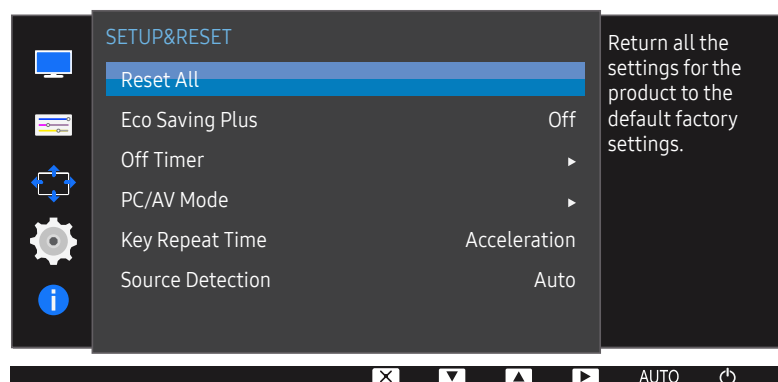 SETUP&RESET
Reset All
Eco Saving Plus Off
Off Timer ▸
PC/AV Mode ▸
Key Repeat Time Acceleration
Source Detection Auto
Return all the
settings for the
product to the
default factory
settings.
AUTO